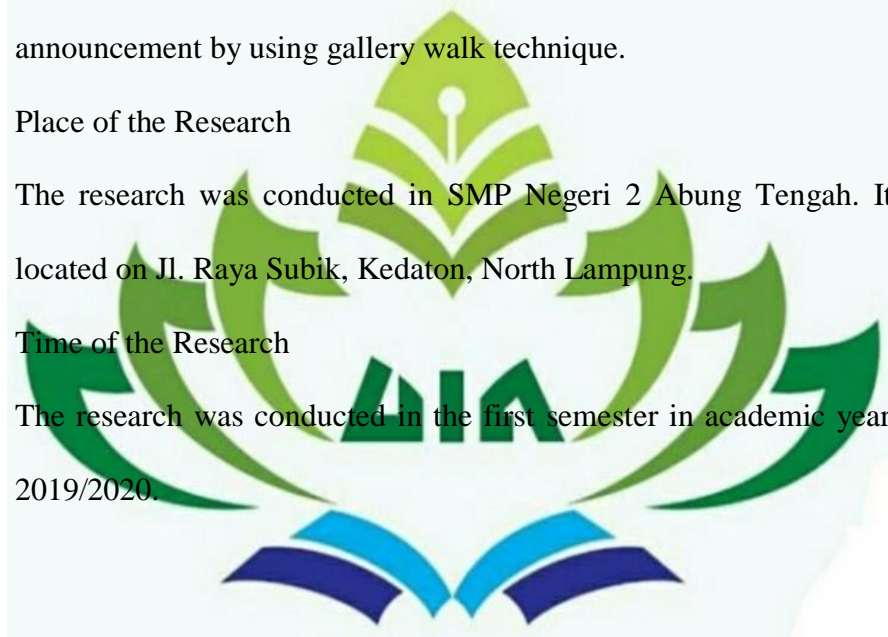 announcement by using gallery walk technique.
Place of the Research
The research was conducted in SMP Negeri 2 Abung Tengah. It
located on Jl. Raya Subik, Kedaton, North Lampung.
Time of the Research
The research was conducted in the first semester in academic year
2019/2020.
UIN